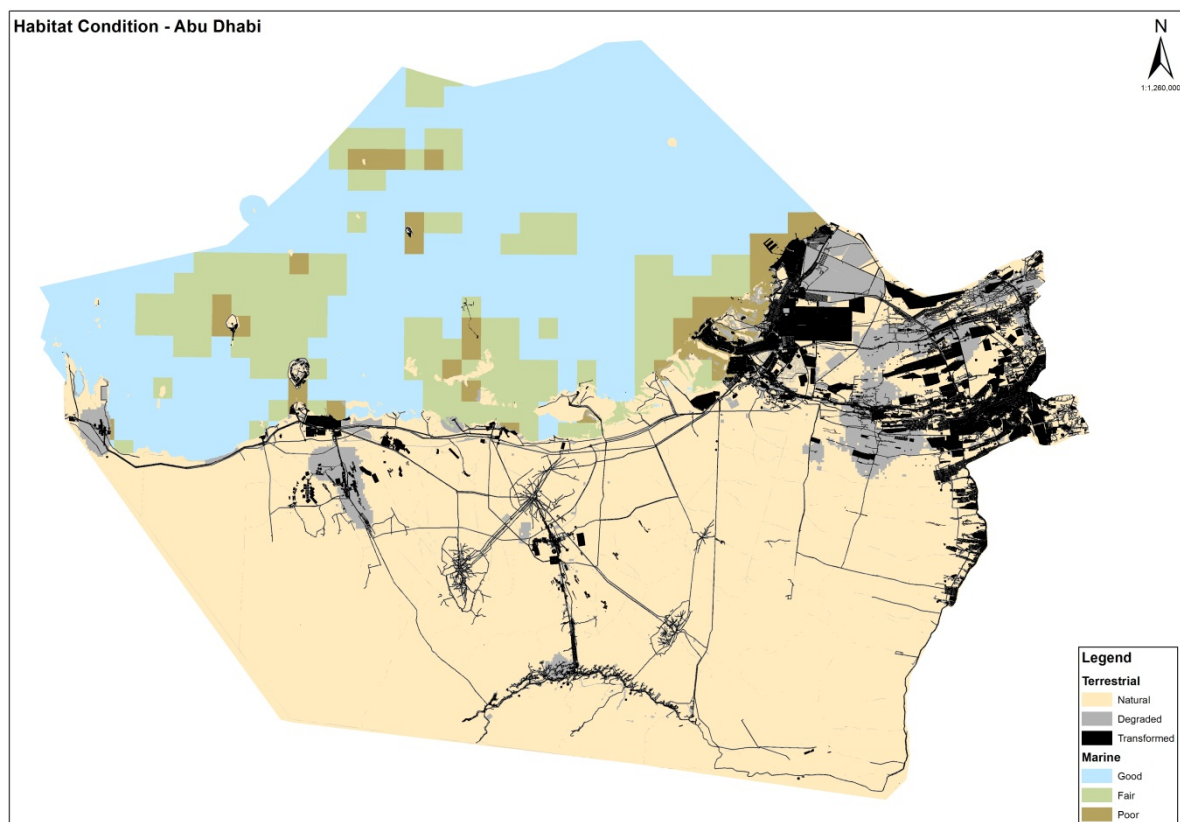 Habitat Condition - Abu Dhabi
N
1:1,260,000
Legend
Terrestrial
Natural
Degraded
Transformed
Marine
Good
Fair
Poor